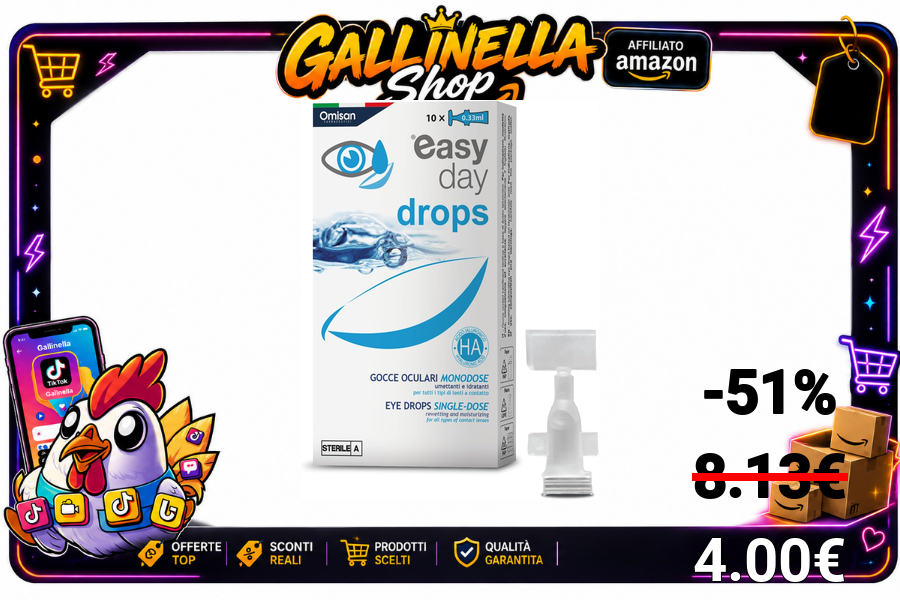 GALLINELLA
Shop
AFFILIATO
amazon
Omisan
FARMACEUTICI
10 x 0.33ml
easy
day
drops
HA
GOCCE OCULARI MONODOSE
umettanti e idratanti
per tutti i tipi di lenti a contatto
EYE DROPS SINGLE-DOSE
rewetting and moisturizing
for all types of contact lenses
STERILE A
Gallinella
TikTok
Gallinella
-51%
8.13€
4.00€
OFFERTE
TOP
SCONTI
REALI
PRODOTTI
SCELTI
QUALITÀ
GARANTITA